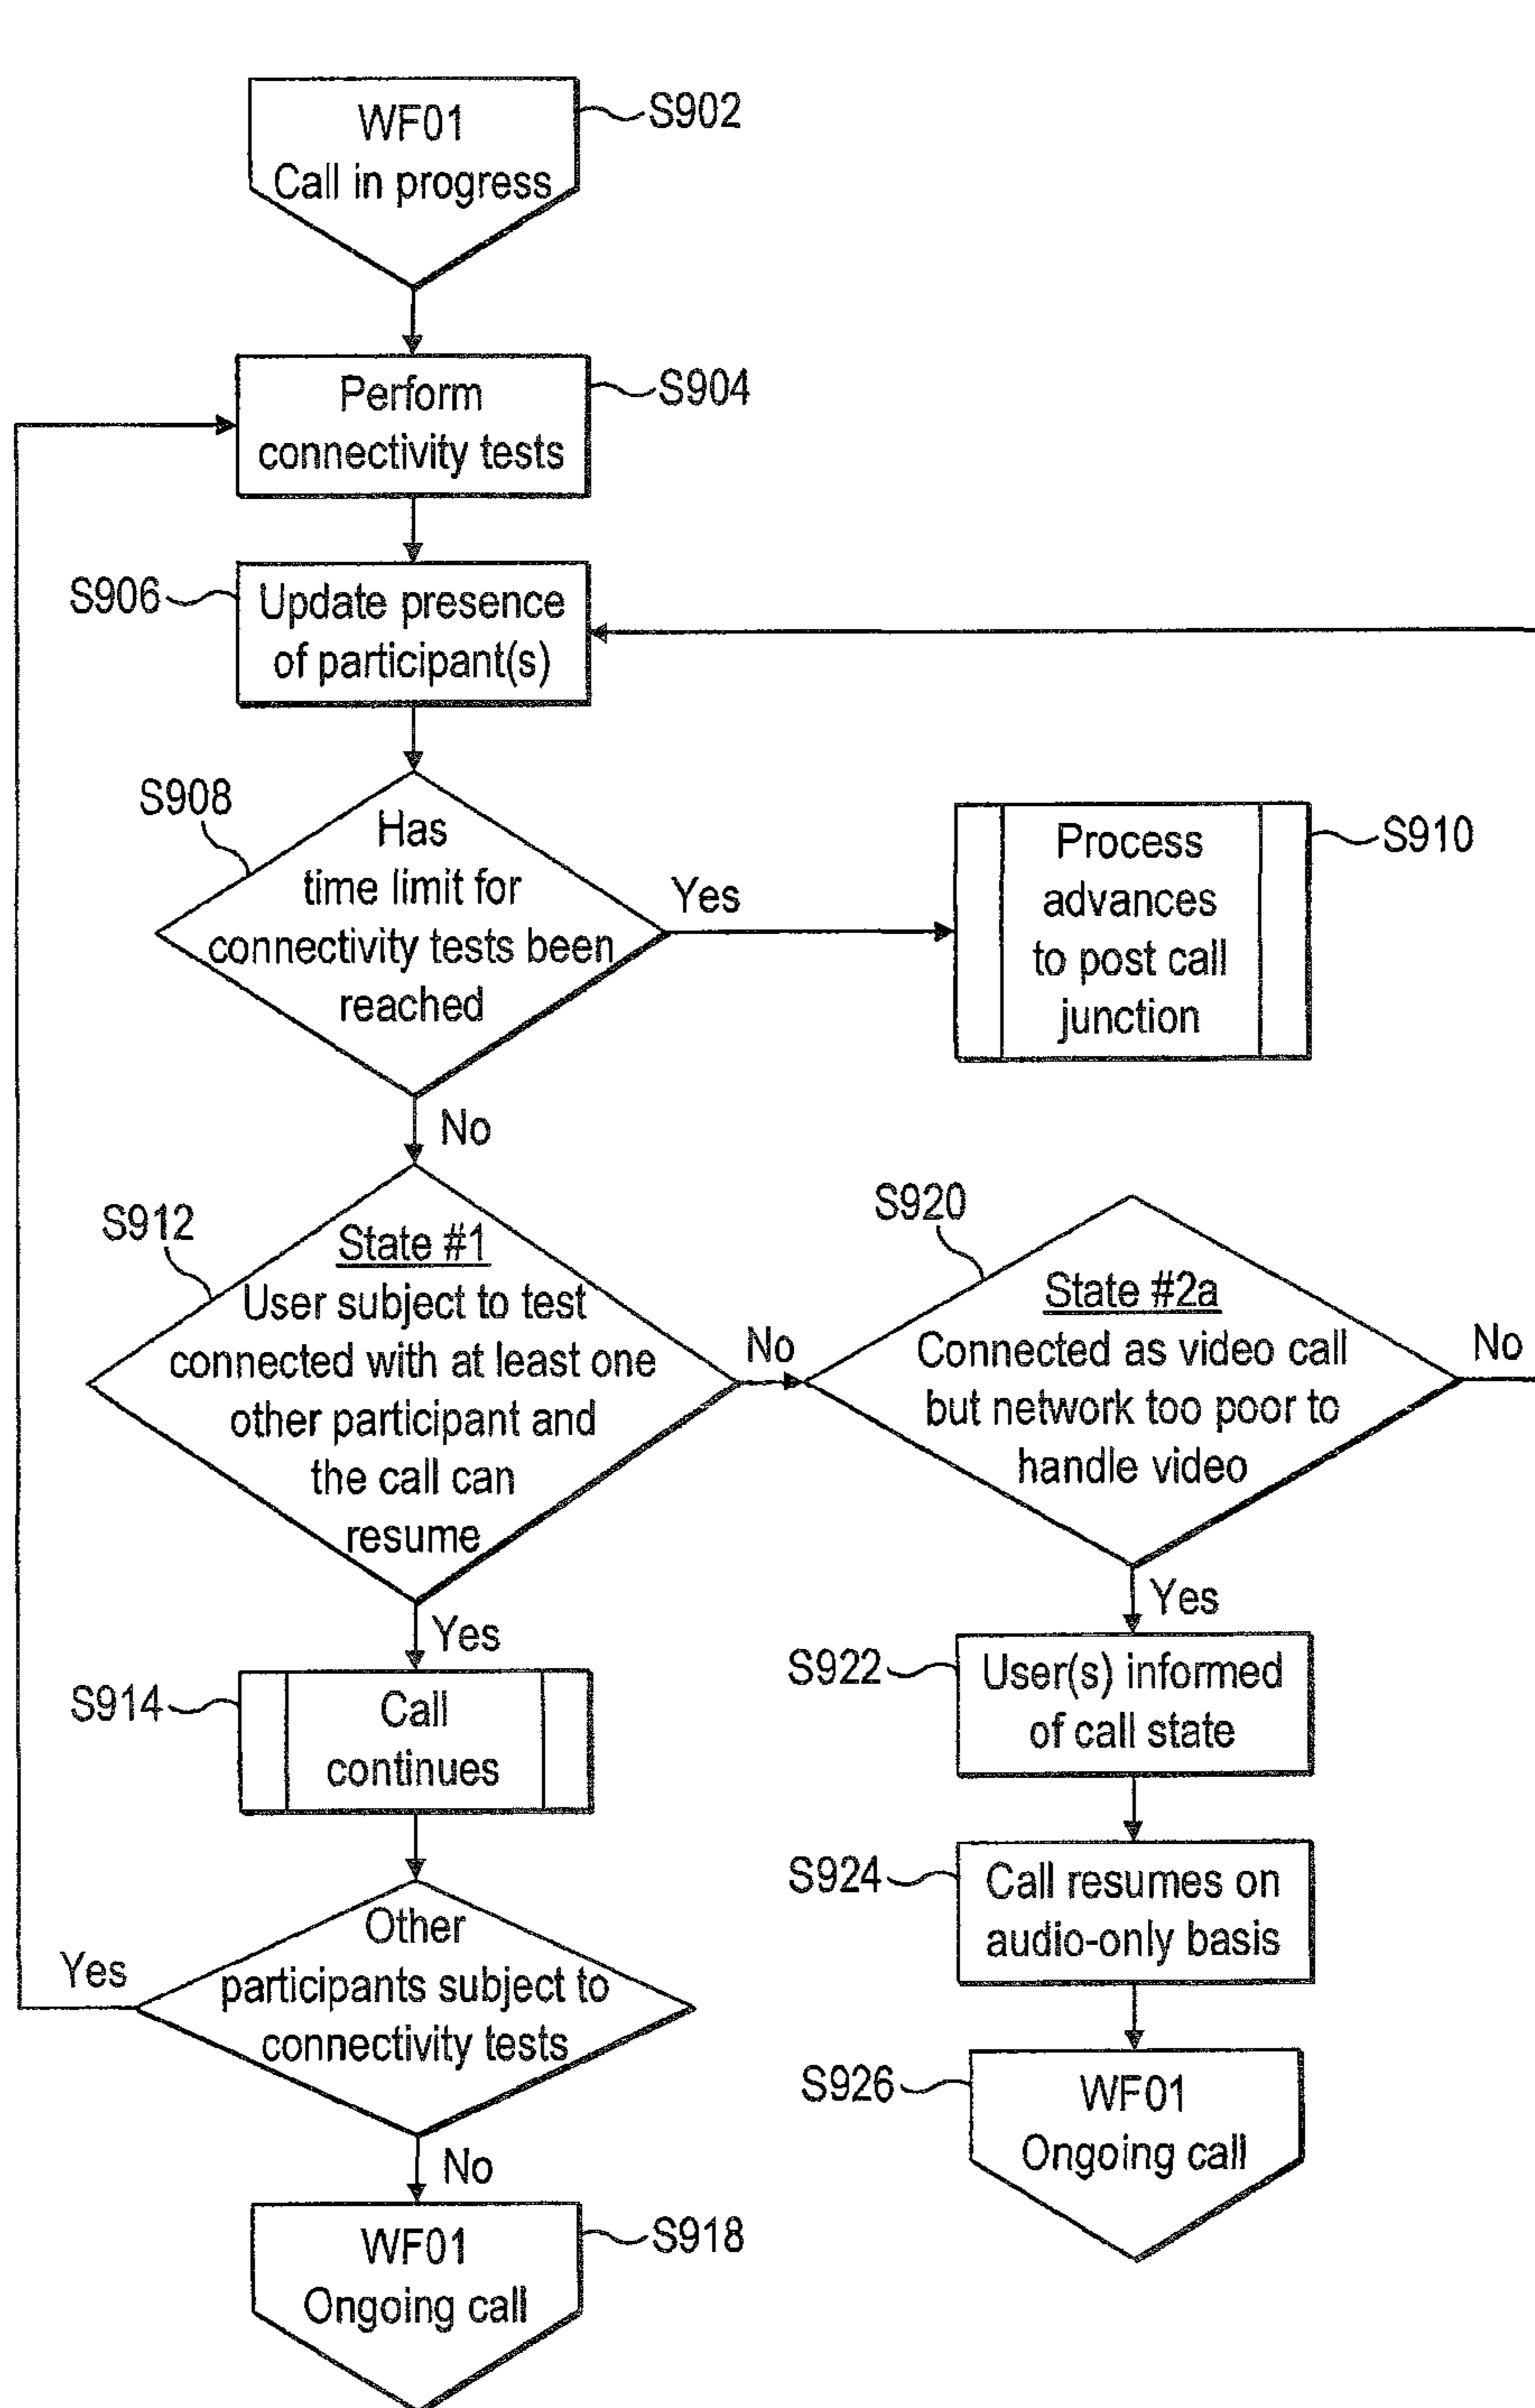 WF01
Call in progress
S902
Perform
connectivity tests
S904
S906
Update presence
of participant(s)
S908
Has
time limit for
connectivity tests been
reached
Yes
Process
advances
to post call
junction
S910
No
S912
State #1
User subject to test
connected with at least one
other participant and
the call can
resume
No
S920
State #2a
Connected as video call
but network too poor to
handle video
No
Yes
S914
Call
continues
Yes
S922
User(s) informed
of call state
S924
Call resumes on
audio-only basis
Yes
Other
participants subject to
connectivity tests
S926
WF01
Ongoing call
No
WF01
Ongoing call
S918